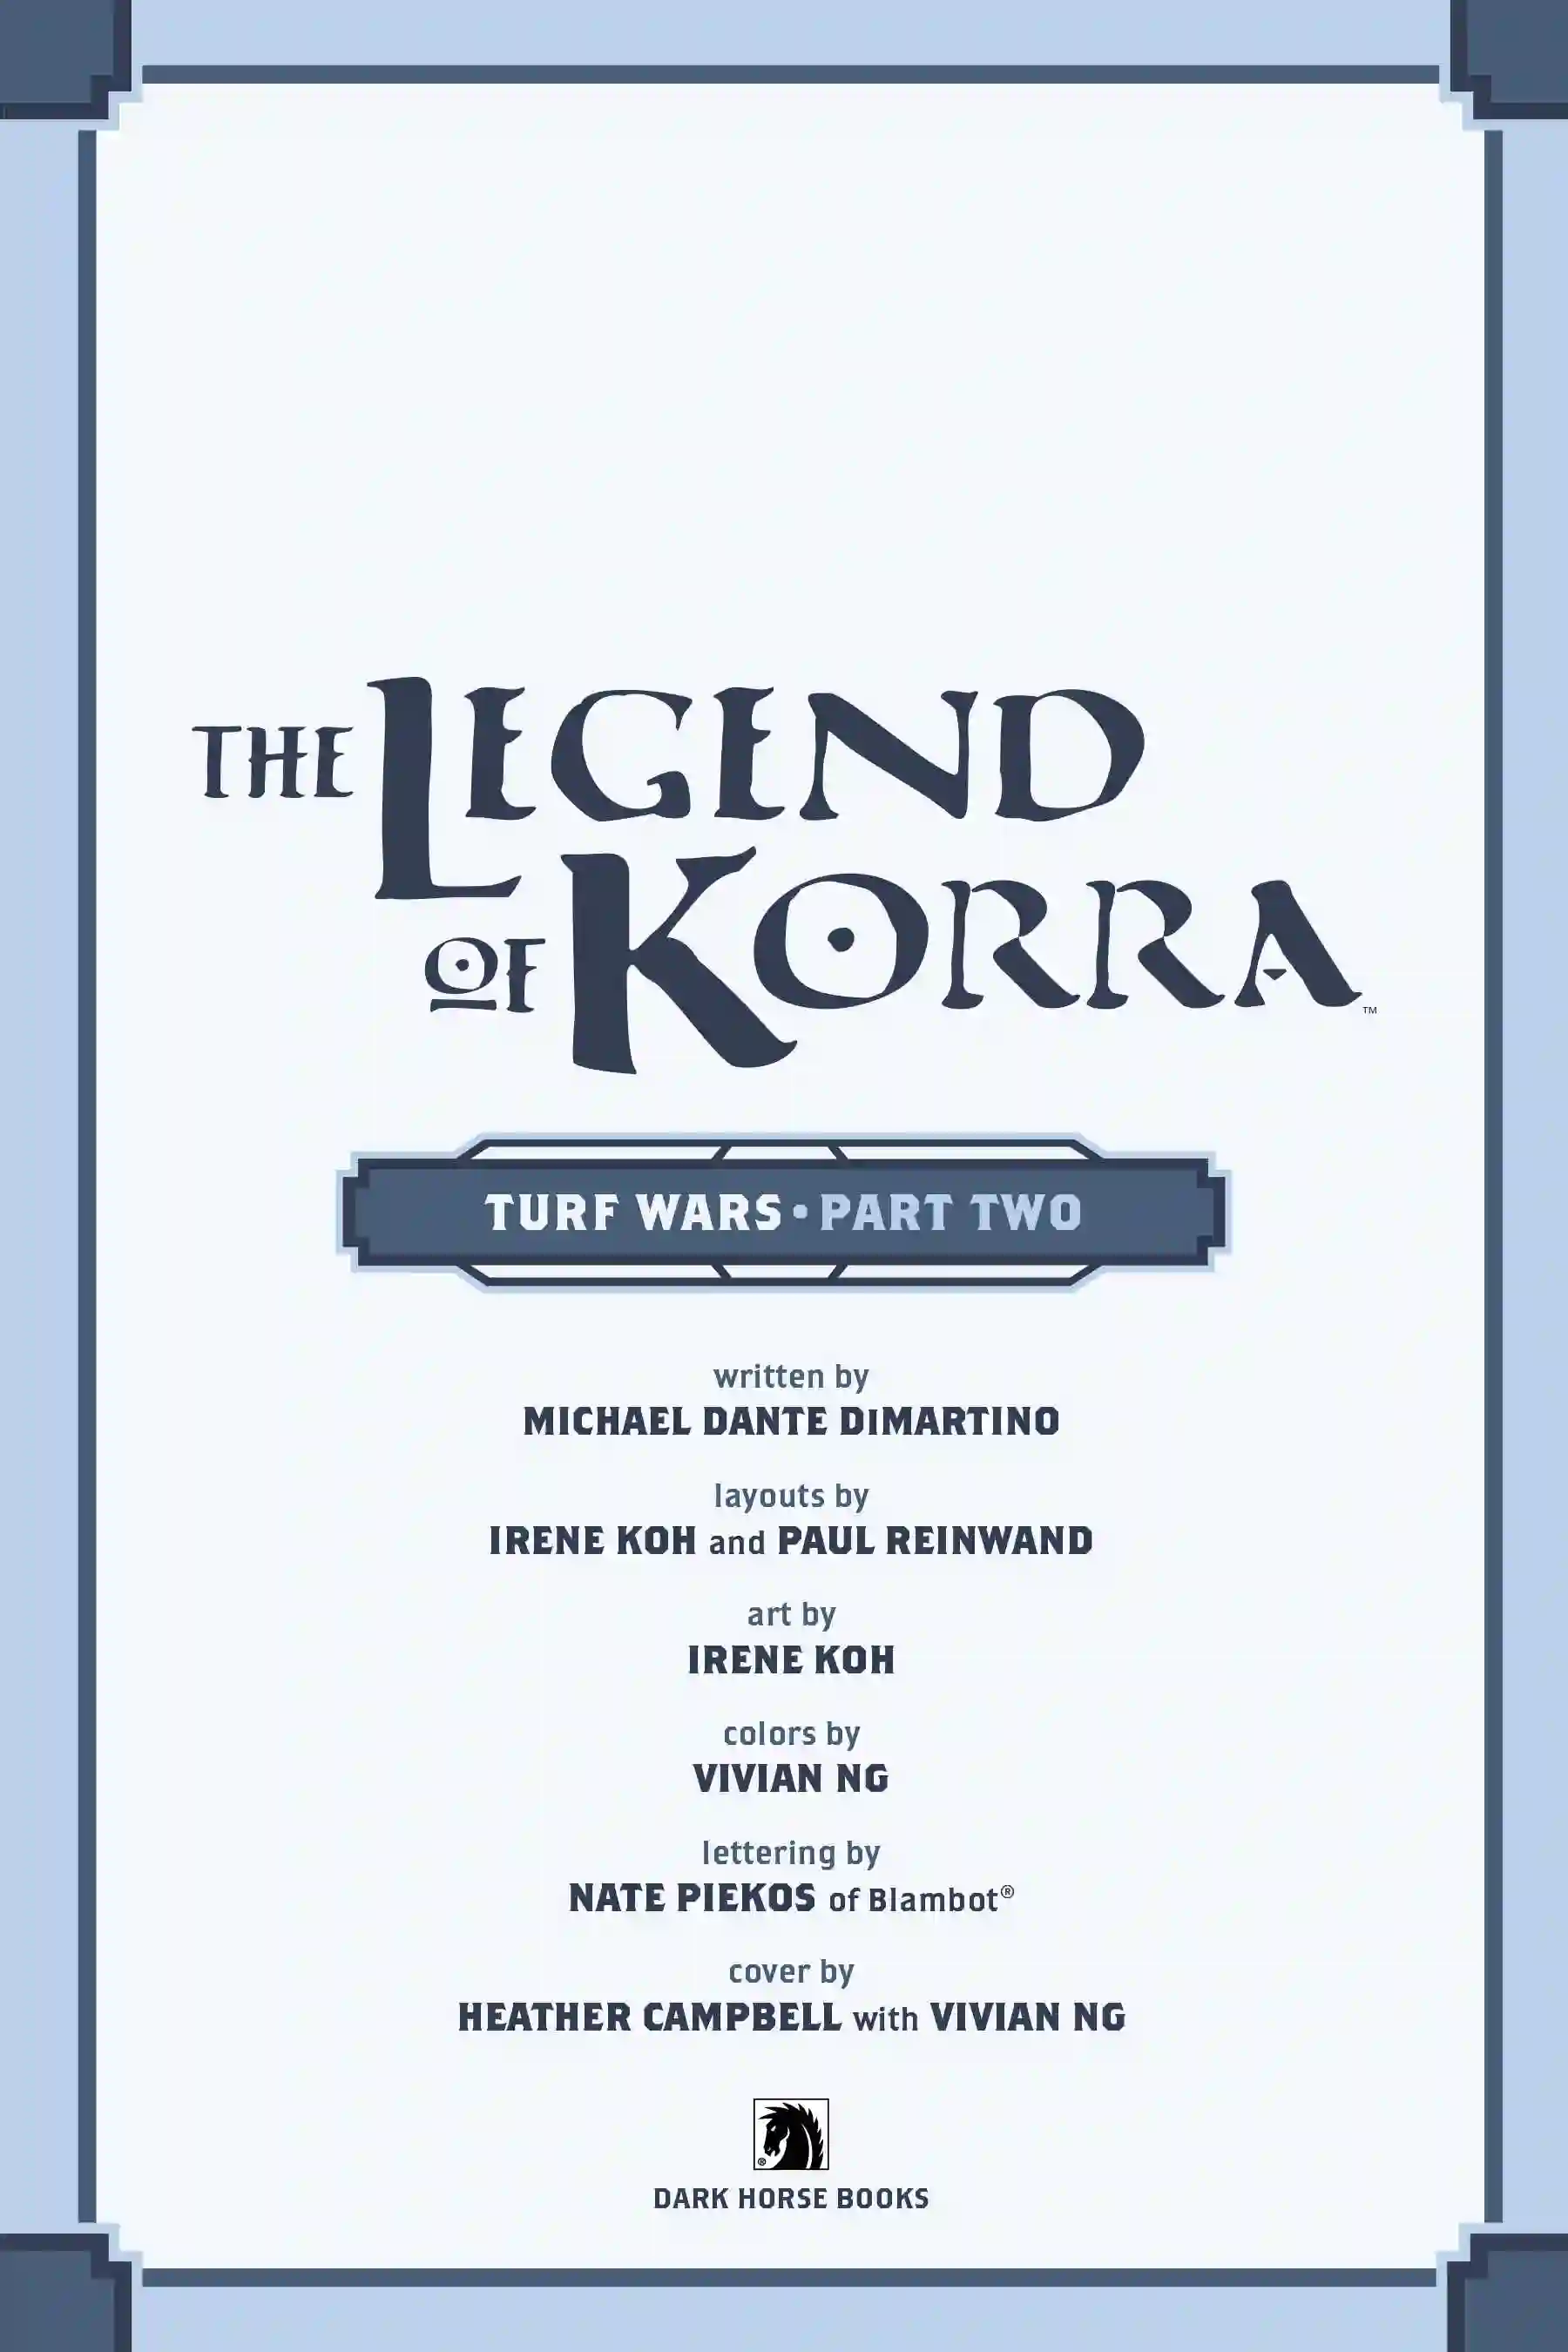 THE LEGEND
OF KORRA™
TURF WARS • PART TWO
written by
MICHAEL DANTE DiMARTINO
layouts by
IRENE KOH and PAUL REINWAND
art by
IRENE KOH
colors by
VIVIAN NG
lettering by
NATE PIEKOS of Blambot®
cover by
HEATHER CAMPBELL with VIVIAN NG
®
DARK HORSE BOOKS